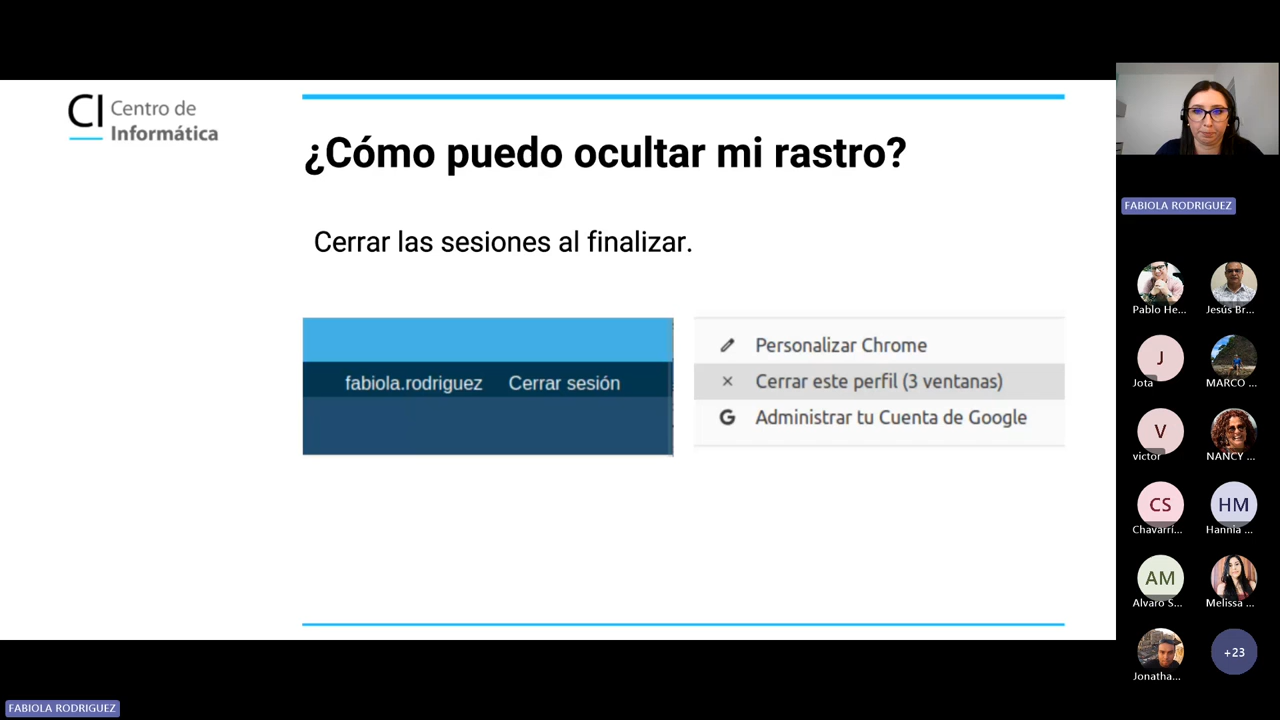 CI Centro de
Informática
¿Cómo puedo ocultar mi rastro?
Cerrar las sesiones al finalizar.
fabiola.rodriguez Cerrar sesión
Personalizar Chrome
Cerrar este perfil (3 ventanas)
Administrar tu Cuenta de Google
FABIOLA RODRIGUEZ
Pablo He... Jesús Br...
J
Jota MARCO ...
V
victor NANCY ...
CS HM
Chavarri... Hannia ...
AM
Alvaro S... Melissa ...
Jonatha... +23
FABIOLA RODRIGUEZ